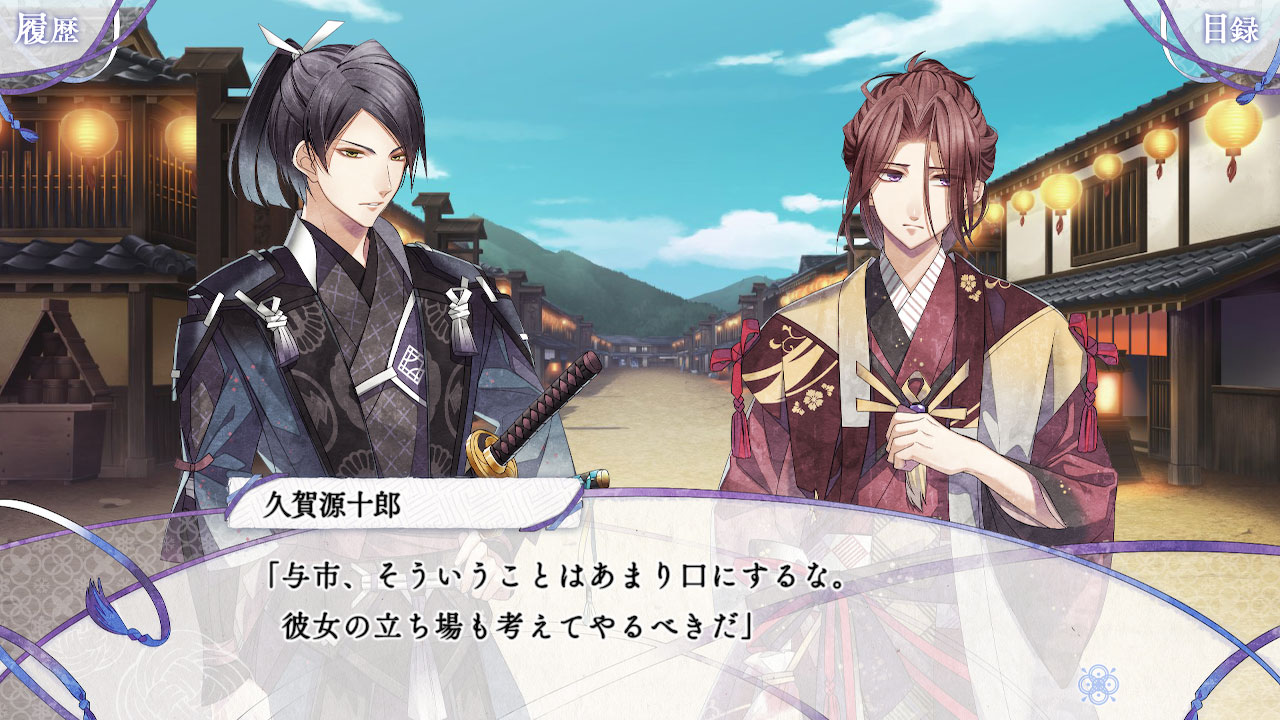 履歴
目録
久賀源十郎
「与市、そういうことはあまり口にするな。
彼女の立ち場も考えてやるべきだ」